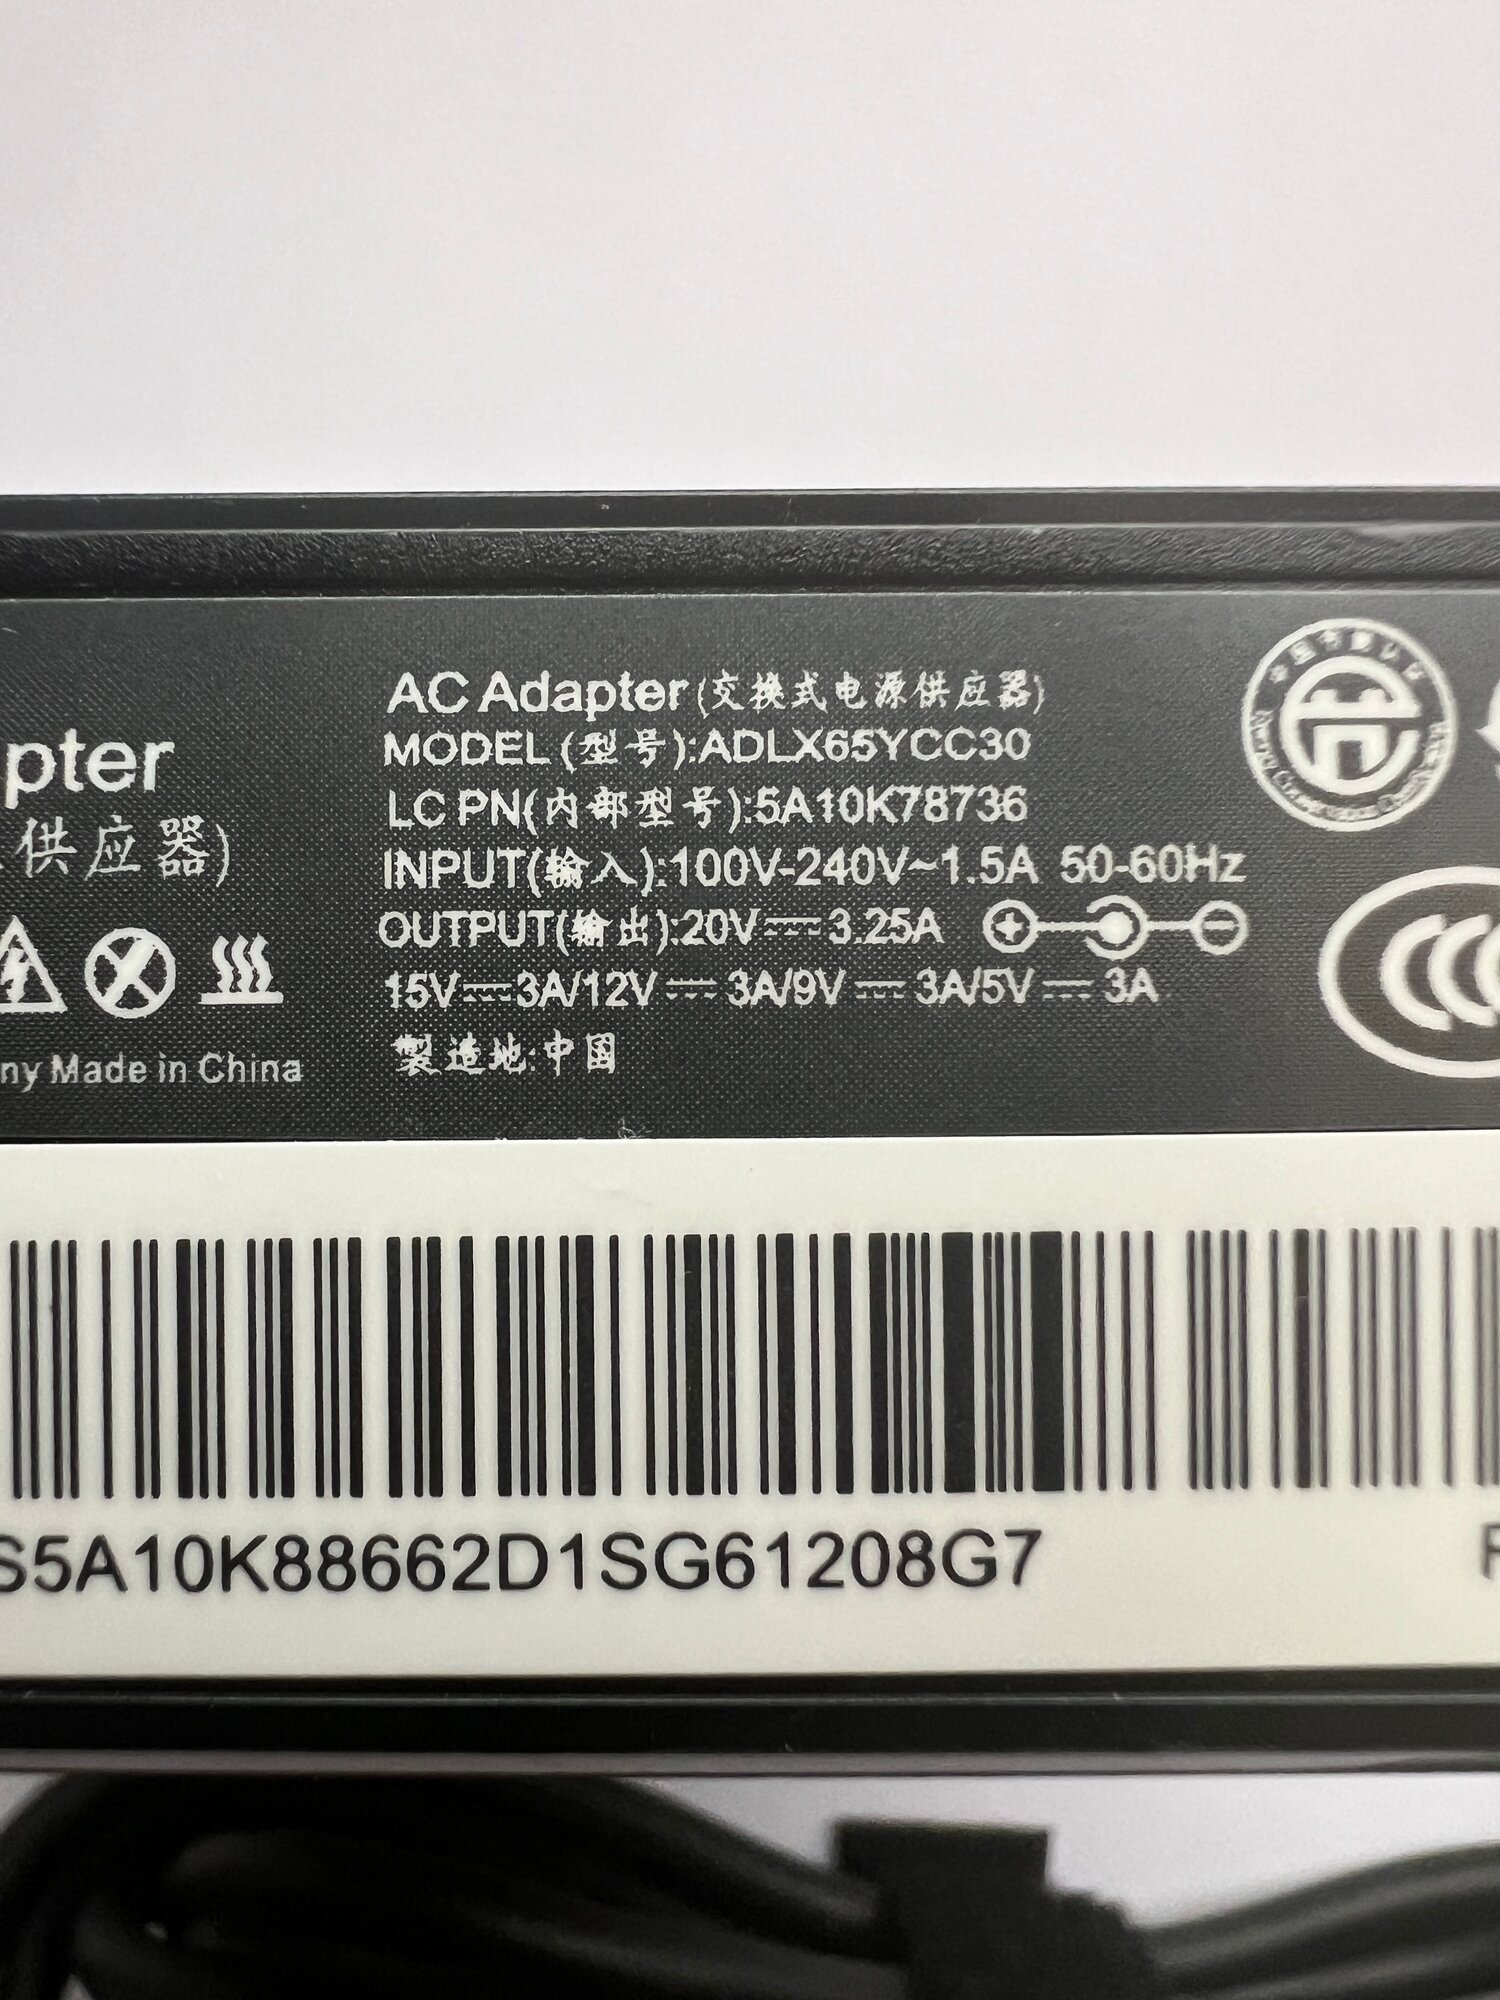 pter
供应器)
ny Made in China
AC Adapter(交换式电源供应器)
MODEL (型号):ADLX65YCC30
LC PN(内部型号):5A10K78736
INPUT(输入):100V-240V~1.5A 50-60Hz
OUTPUT(输出):20V⎓3.25A
15V⎓3A/12V⎓3A/9V⎓3A/5V⎓3A
製造地:中国
S5A10K88662D1SG61208G7